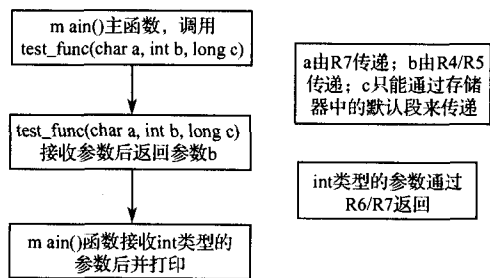 m ain()主函数，调用
test_func(char a, int b, long c)
a由R7传递；b由R4/R5
传递；c只能通过存储
器中的默认段来传递
test_func(char a, int b, long c)
接收参数后返回参数b
int类型的参数通过
R6/R7返回
m ain()函数接收int类型的
参数后并打印